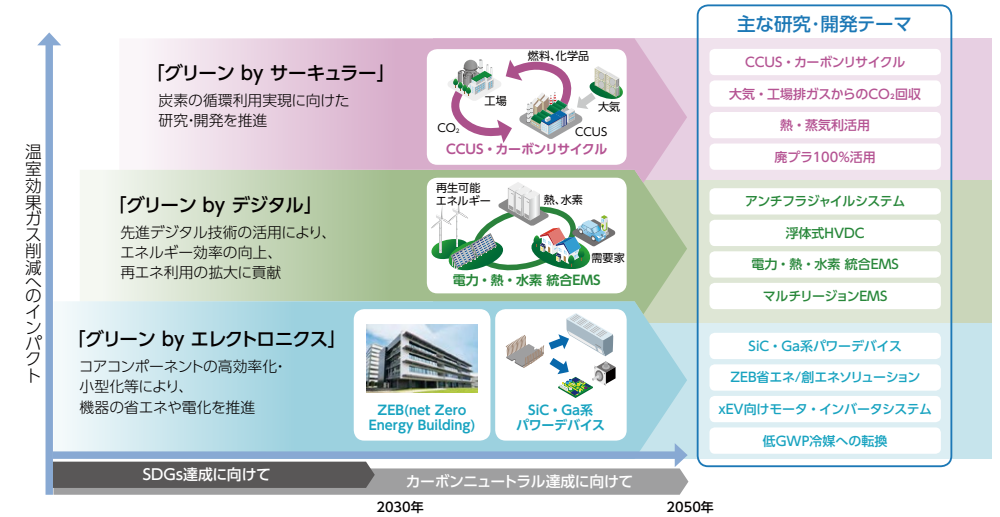 温室効果ガス削減へのインパクト
「グリーン by サーキュラー」
炭素の循環利用実現に向けた
研究・開発を推進
燃料、化学品
工場
大気
CO₂
CCUS
CCUS・カーボンリサイクル
「グリーン by デジタル」
先進デジタル技術の活用により、
エネルギー効率の向上、
再エネ利用の拡大に貢献
再生可能
エネルギー
熱、水素
需要家
電力・熱・水素 統合EMS
「グリーン by エレクトロニクス」
コアコンポーネントの高効率化・
小型化等により、
機器の省エネや電化を推進
ZEB(net Zero
Energy Building)
SiC・Ga系
パワーデバイス
主な研究・開発テーマ
CCUS・カーボンリサイクル
大気・工場排ガスからのCO₂回収
熱・蒸気利活用
廃プラ100%活用
アンチフラジャイルシステム
浮体式HVDC
電力・熱・水素 統合EMS
マルチリージョンEMS
SiC・Ga系パワーデバイス
ZEB省エネ/創エネソリューション
xEV向けモータ・インバータシステム
低GWP冷媒への転換
SDGs達成に向けて
カーボンニュートラル達成に向けて
2030年
2050年